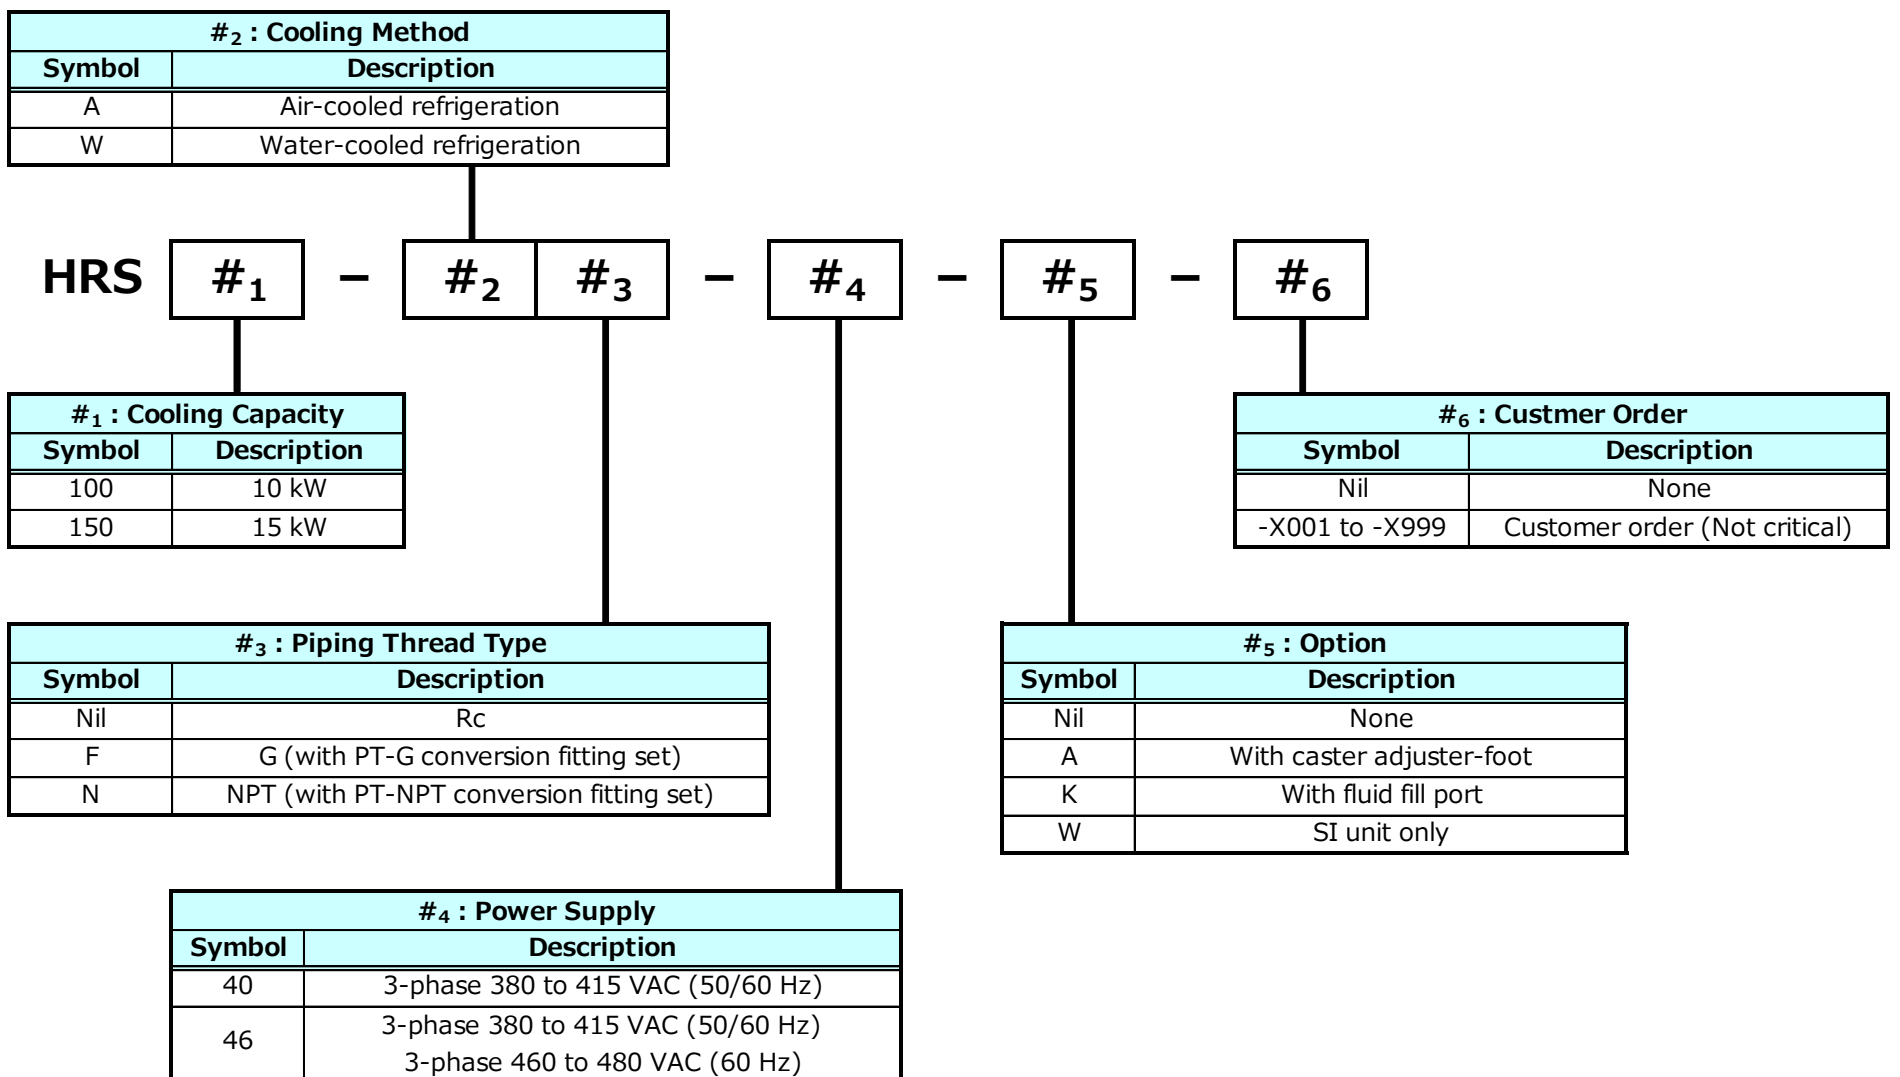 #2 : Cooling Method
Symbol Description
A Air-cooled refrigeration
W Water-cooled refrigeration
HRS #1 – #2 #3 – #4 – #5 – #6
#1 : Cooling Capacity
Symbol Description
100 10 kW
150 15 kW
#6 : Custmer Order
Symbol Description
Nil None
-X001 to -X999 Customer order (Not critical)
#3 : Piping Thread Type
Symbol Description
Nil Rc
F G (with PT-G conversion fitting set)
N NPT (with PT-NPT conversion fitting set)
#5 : Option
Symbol Description
Nil None
A With caster adjuster-foot
K With fluid fill port
W SI unit only
#4 : Power Supply
Symbol Description
40 3-phase 380 to 415 VAC (50/60 Hz)
46 3-phase 380 to 415 VAC (50/60 Hz)
3-phase 460 to 480 VAC (60 Hz)